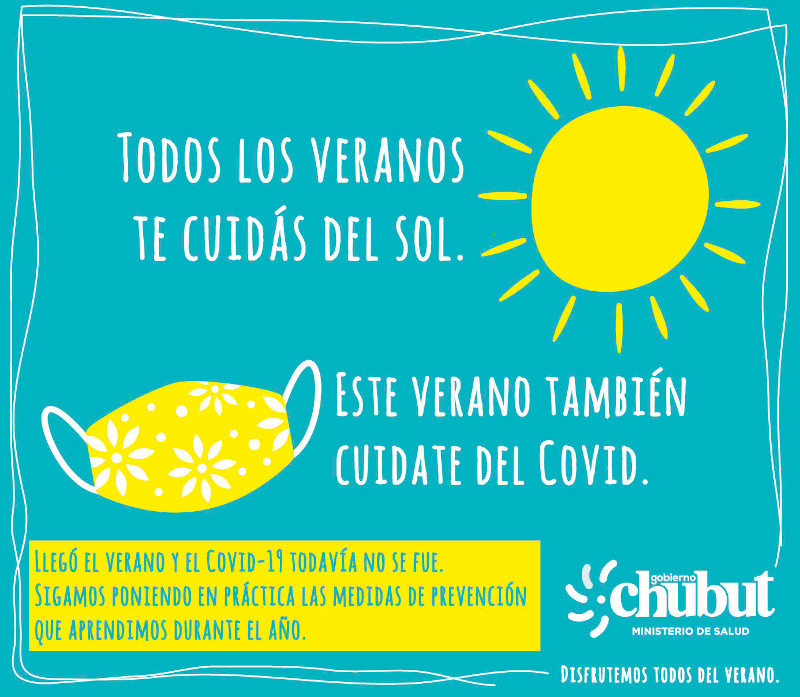 Todos los veranos
te cuidás del sol.
Este verano también
cuidate del Covid.
Llegó el verano y el Covid-19 todavía no se fue.
Sigamos poniendo en práctica las medidas de prevención
que aprendimos durante el año.
gobierno
chubut
MINISTERIO DE SALUD
Disfrutemos todos del verano.